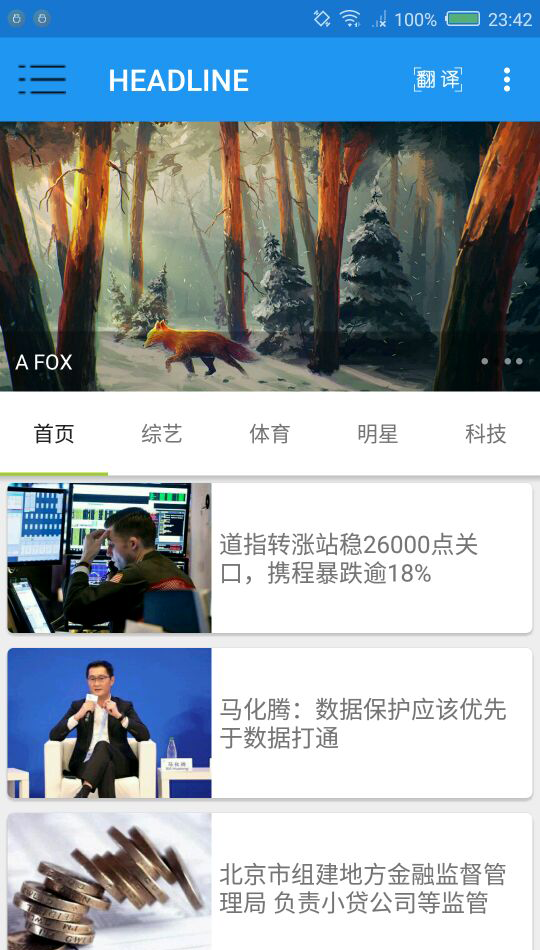 100% 23:42
HEADLINE 翻译
A FOX
首页 综艺 体育 明星 科技
道指转涨站稳26000点关
口，携程暴跌逾18%
马化腾：数据保护应该优先
于数据打通
马化腾
北京市组建地方金融监督管
理局 负责小贷公司等监管